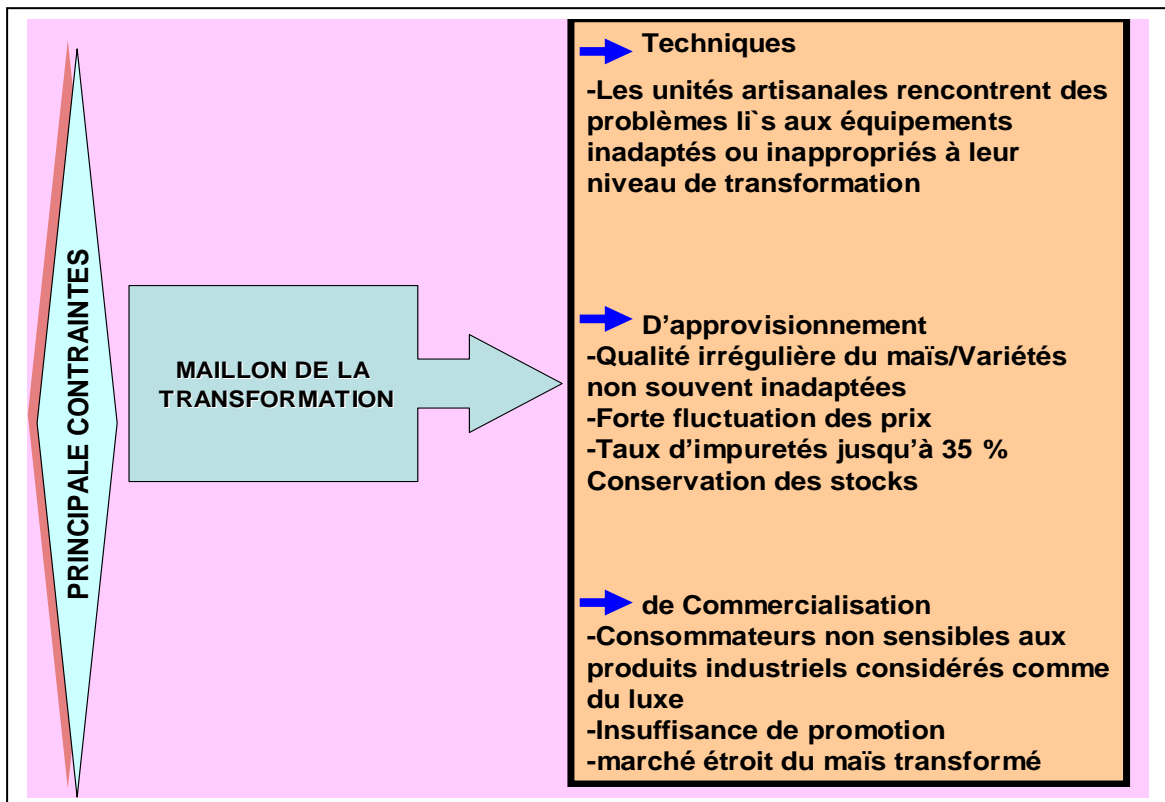 PRINCIPALE CONTRAINTES
MAILLON DE LA
TRANSFORMATION
Techniques
-Les unités artisanales rencontrent des
problèmes li`s aux équipements
inadaptés ou inappropriés à leur
niveau de transformation
D’approvisionnement
-Qualité irrégulière du maïs/Variétés
non souvent inadaptées
-Forte fluctuation des prix
-Taux d’impuretés jusqu’à 35 %
Conservation des stocks
de Commercialisation
-Consommateurs non sensibles aux
produits industriels considérés comme
du luxe
-Insuffisance de promotion
-marché étroit du maïs transformé